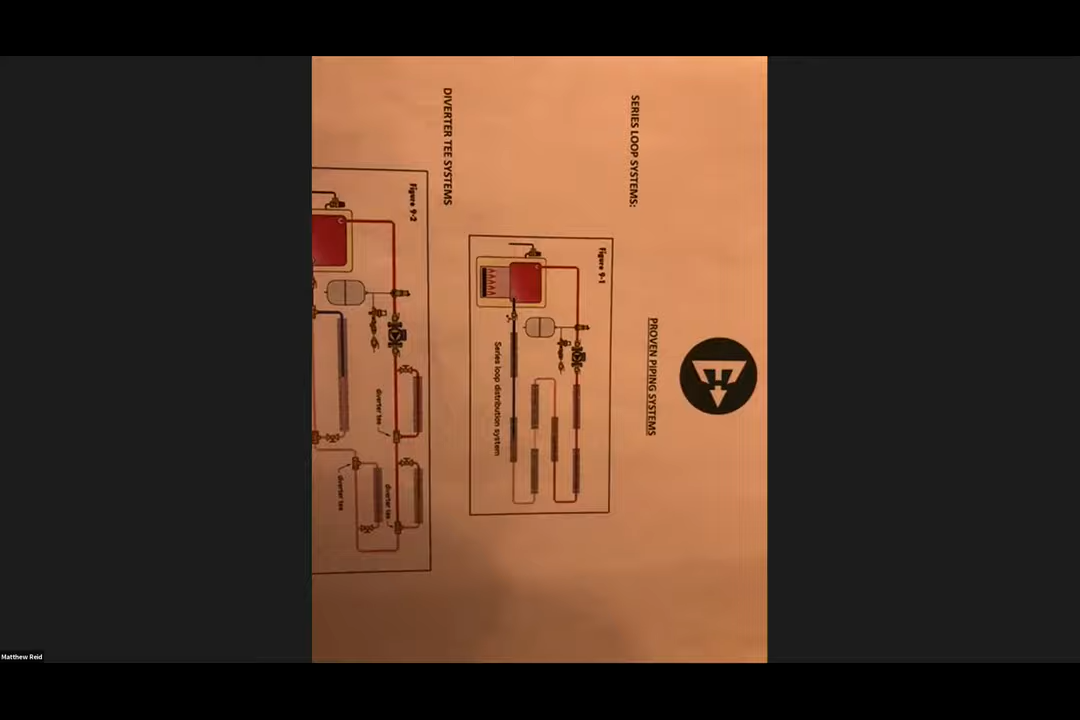 PROVEN PIPING SYSTEMS
SERIES LOOP SYSTEMS:
Figure 9-1
Series loop distribution system
DIVERTER TEE SYSTEMS
Figure 9-2
diverter tee
diverter tee
diverter tee
Matthew Reid